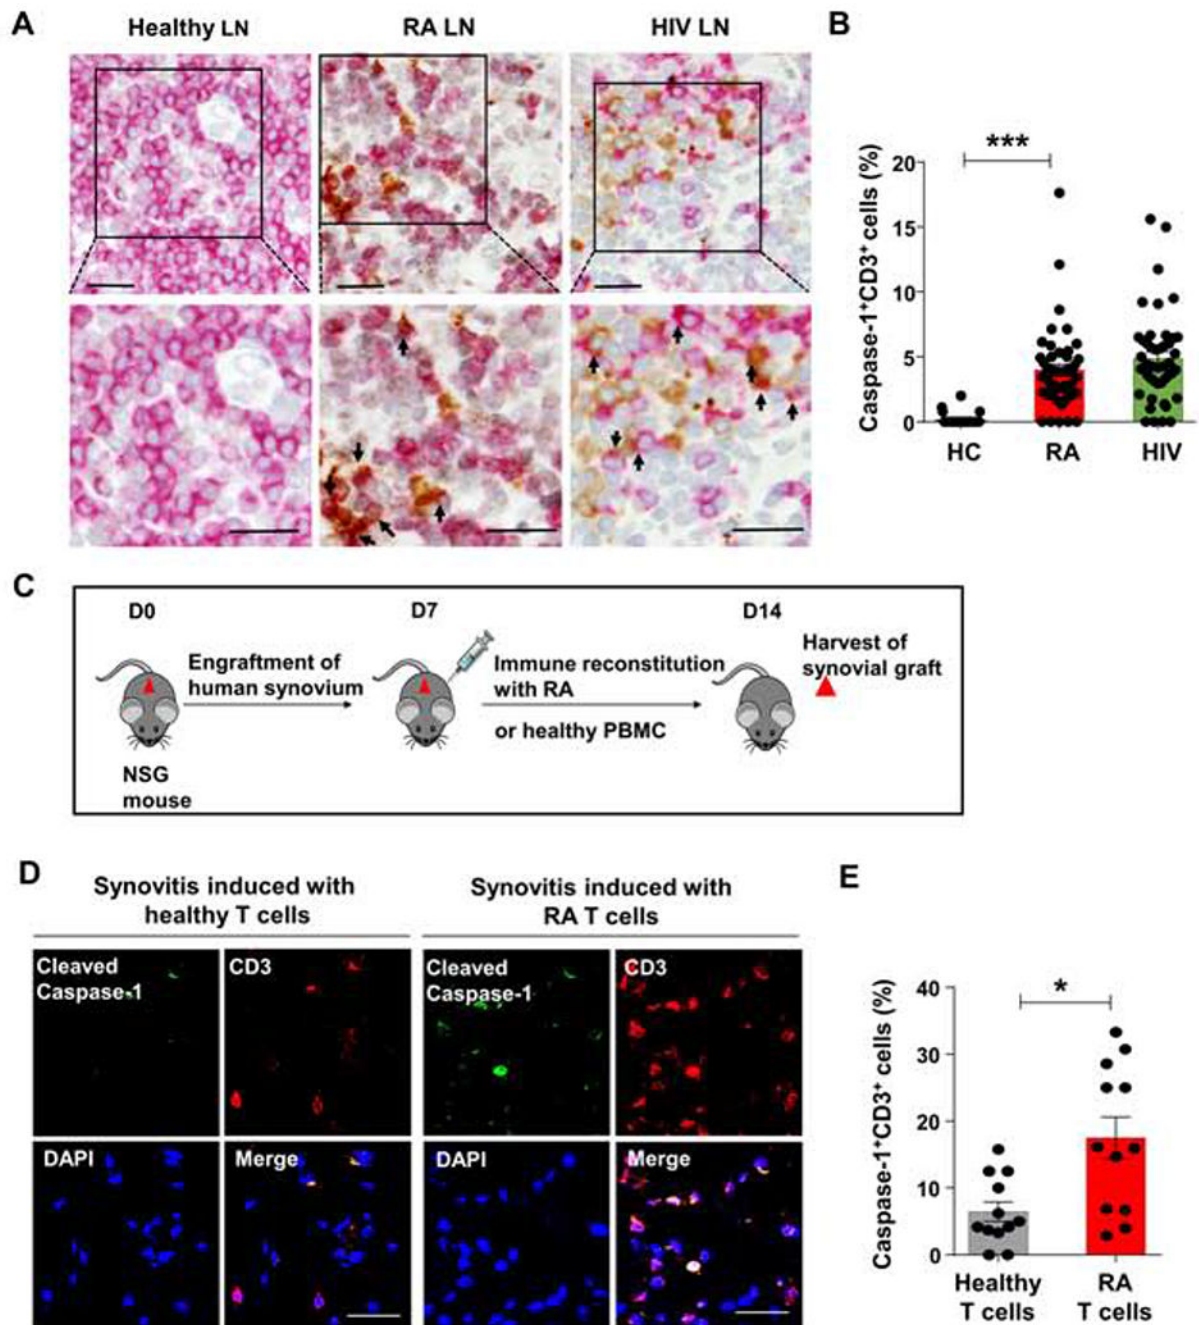 A
Healthy LN
RA LN
HIV LN
B
***
Caspase-1+CD3+ cells (%)
20
15
10
5
0
HC
RA
HIV
C
D0
D7
D14
Engraftment of
human synovium
Immune reconstitution
with RA
or healthy PBMC
Harvest of
synovial graft
NSG
mouse
D
Synovitis induced with
healthy T cells
Synovitis induced with
RA T cells
Cleaved
Caspase-1
CD3
Cleaved
Caspase-1
CD3
DAPI
Merge
DAPI
Merge
E
*
Caspase-1+CD3+ cells (%)
40
30
20
10
0
Healthy
T cells
RA
T cells